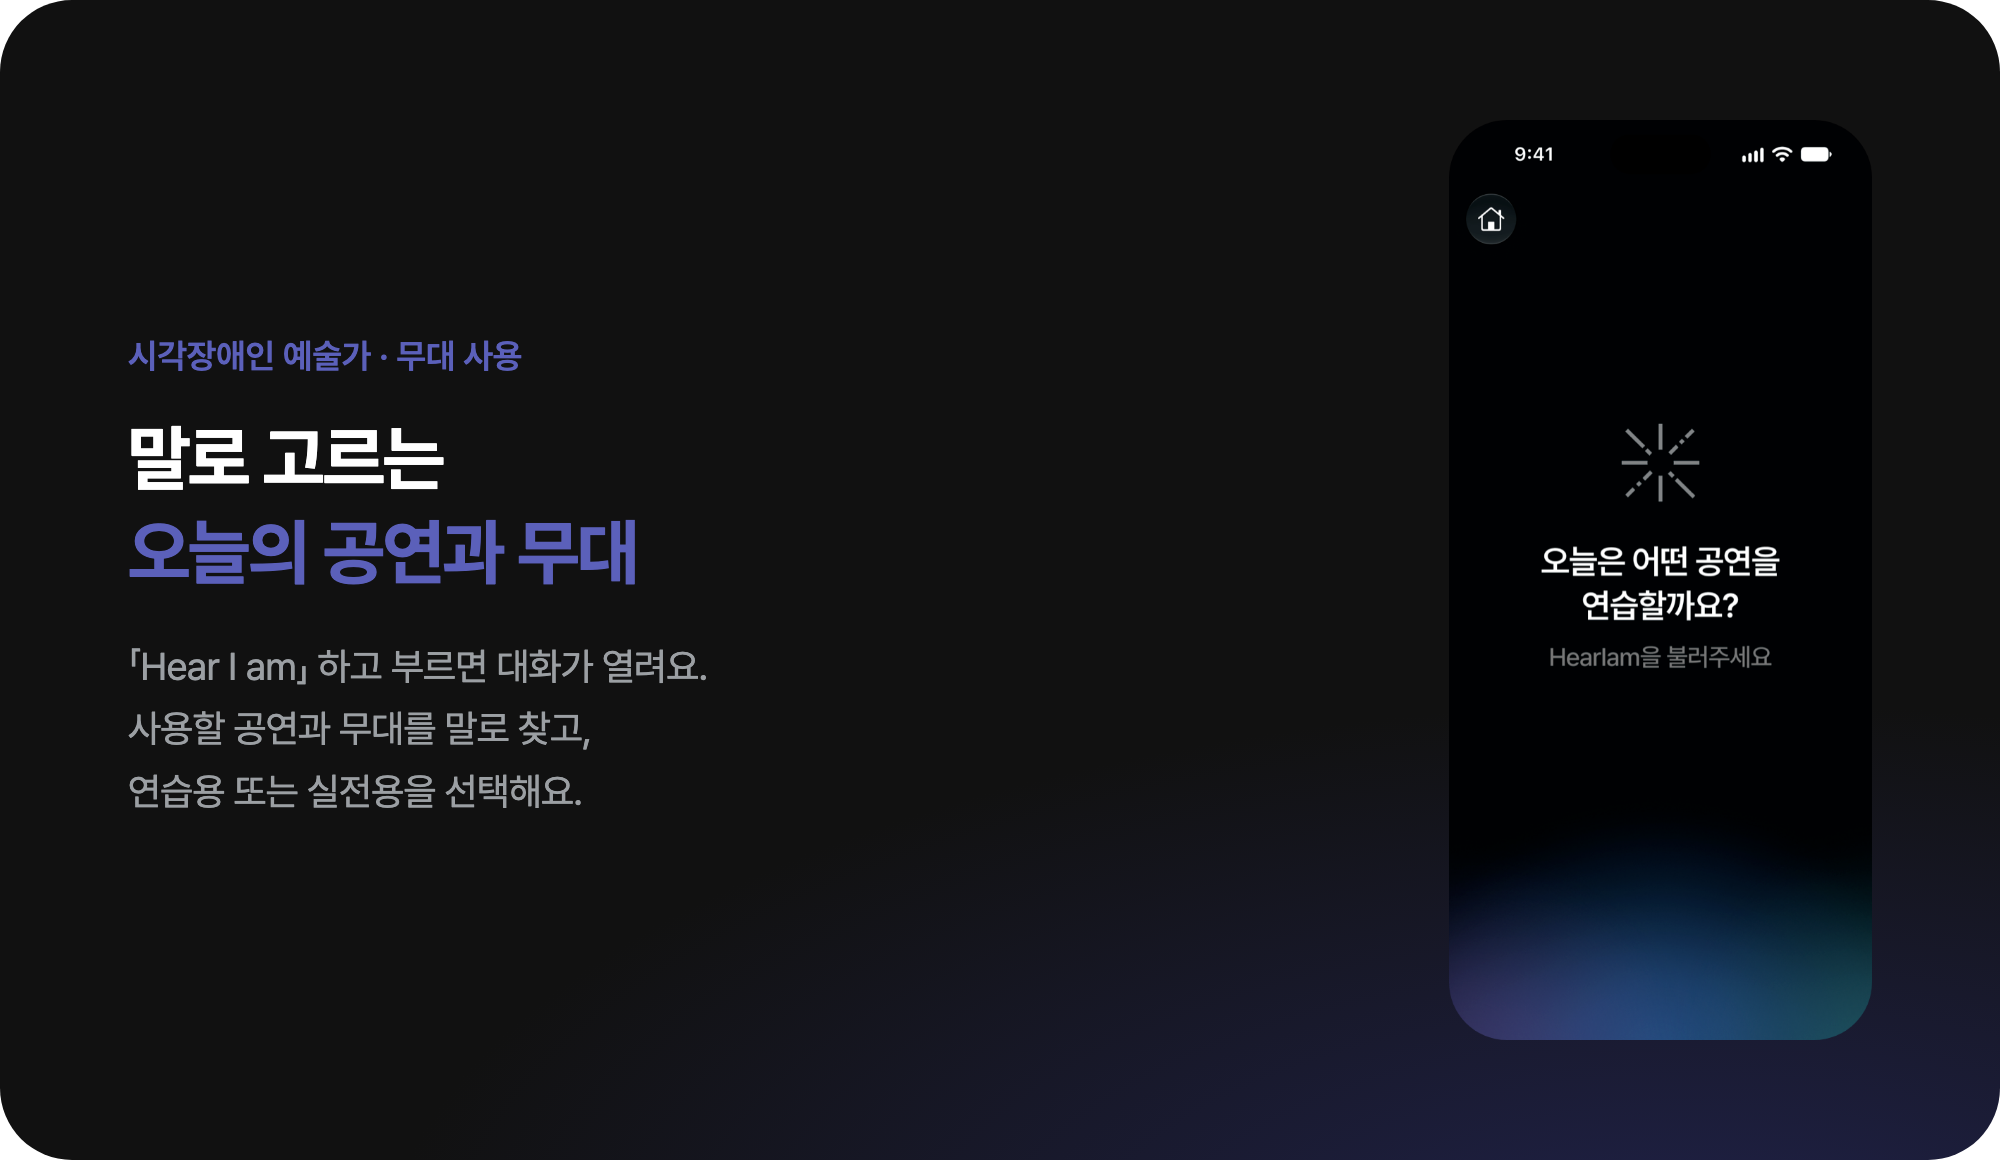 시각장애인 예술가 · 무대 사용
말로 고르는
오늘의 공연과 무대
「Hear I am」 하고 부르면 대화가 열려요.
사용할 공연과 무대를 말로 찾고,
연습용 또는 실전용을 선택해요.
9:41
오늘은 어떤 공연을
연습할까요?
HearIam을 불러주세요